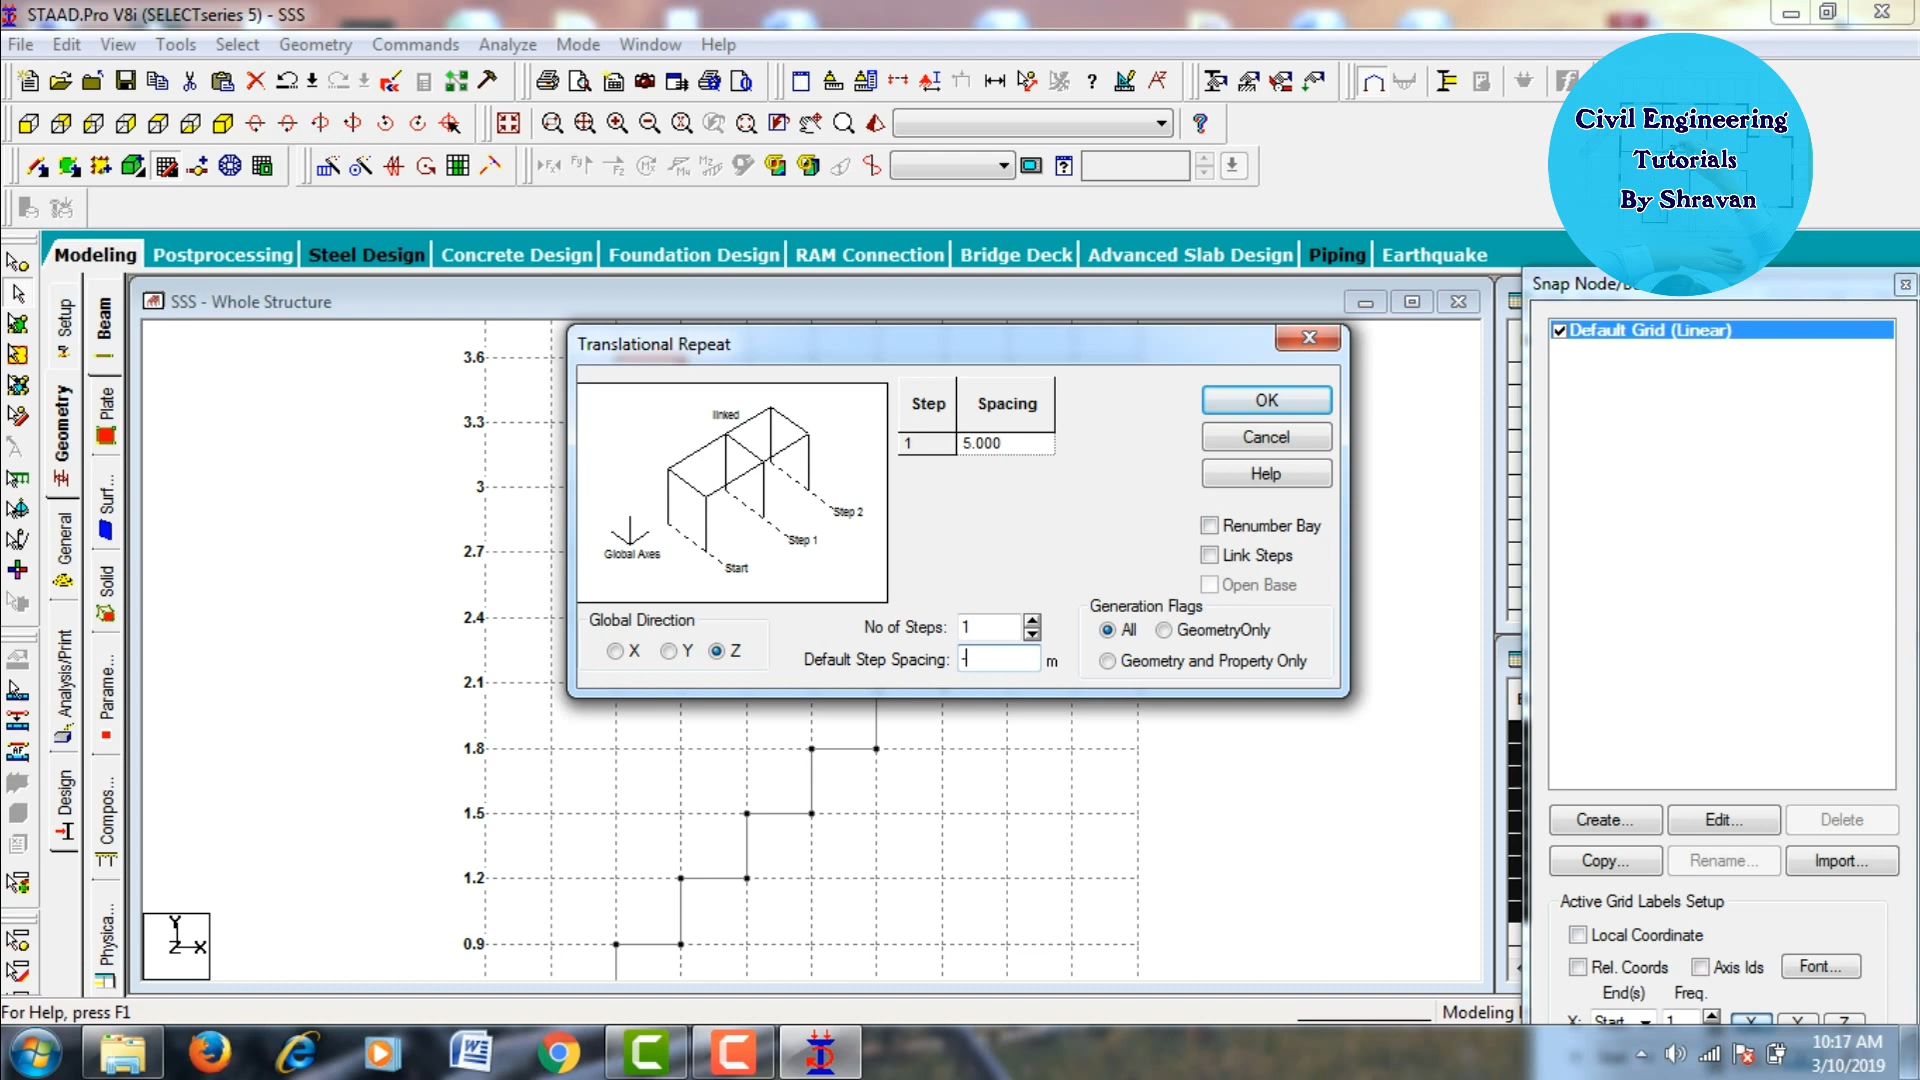 STAAD.Pro V8i (SELECTseries 5) - SSS
File Edit View Tools Select Geometry Commands Analyze Mode Window Help
Civil Engineering
Tutorials
By Shravan
Modeling Postprocessing Steel Design Concrete Design Foundation Design RAM Connection Bridge Deck Advanced Slab Design Piping Earthquake
SSS - Whole Structure
Setup
Geometry
General
Analysis/Print
Design
Beam
Plate
Surf...
Solid
Parame...
Compos...
Physica...
3.6
3.3
3
2.7
2.4
2.1
1.8
1.5
1.2
0.9
Translational Repeat
linked
Step 2
Step 1
Start
Global Axes
Step Spacing
1 5.000
OK
Cancel
Help
Renumber Bay
Link Steps
Open Base
Global Direction
X Y Z
No of Steps: 1
Default Step Spacing: - m
Generation Flags
All GeometryOnly
Geometry and Property Only
Y
Z X
Snap Node/
Default Grid (Linear)
Create... Edit... Delete
Copy... Rename... Import...
Active Grid Labels Setup
Local Coordinate
Rel. Coords Axis Ids Font...
End(s) Freq.
X: Start 1 X Y Z
For Help, press F1
Modeling
10:17 AM
3/10/2019